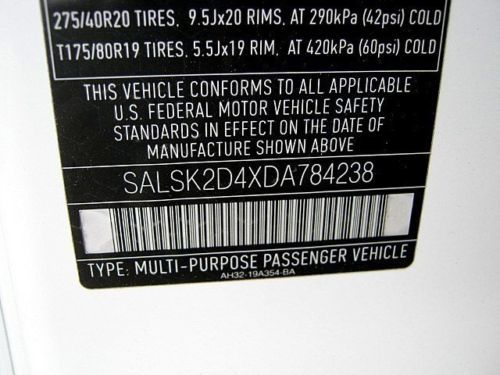 275/40R20 TIRES, 9.5Jx20 RIMS, AT 290kPa (42psi) COLD
T175/80R19 TIRES, 5.5Jx19 RIM, AT 420kPa (60psi) COLD
THIS VEHICLE CONFORMS TO ALL APPLICABLE
U.S. FEDERAL MOTOR VEHICLE SAFETY
STANDARDS IN EFFECT ON THE DATE OF
MANUFACTURE SHOWN ABOVE
SALSK2D4XDA784238
TYPE: MULTI-PURPOSE PASSENGER VEHICLE
AH32-19A354-BA